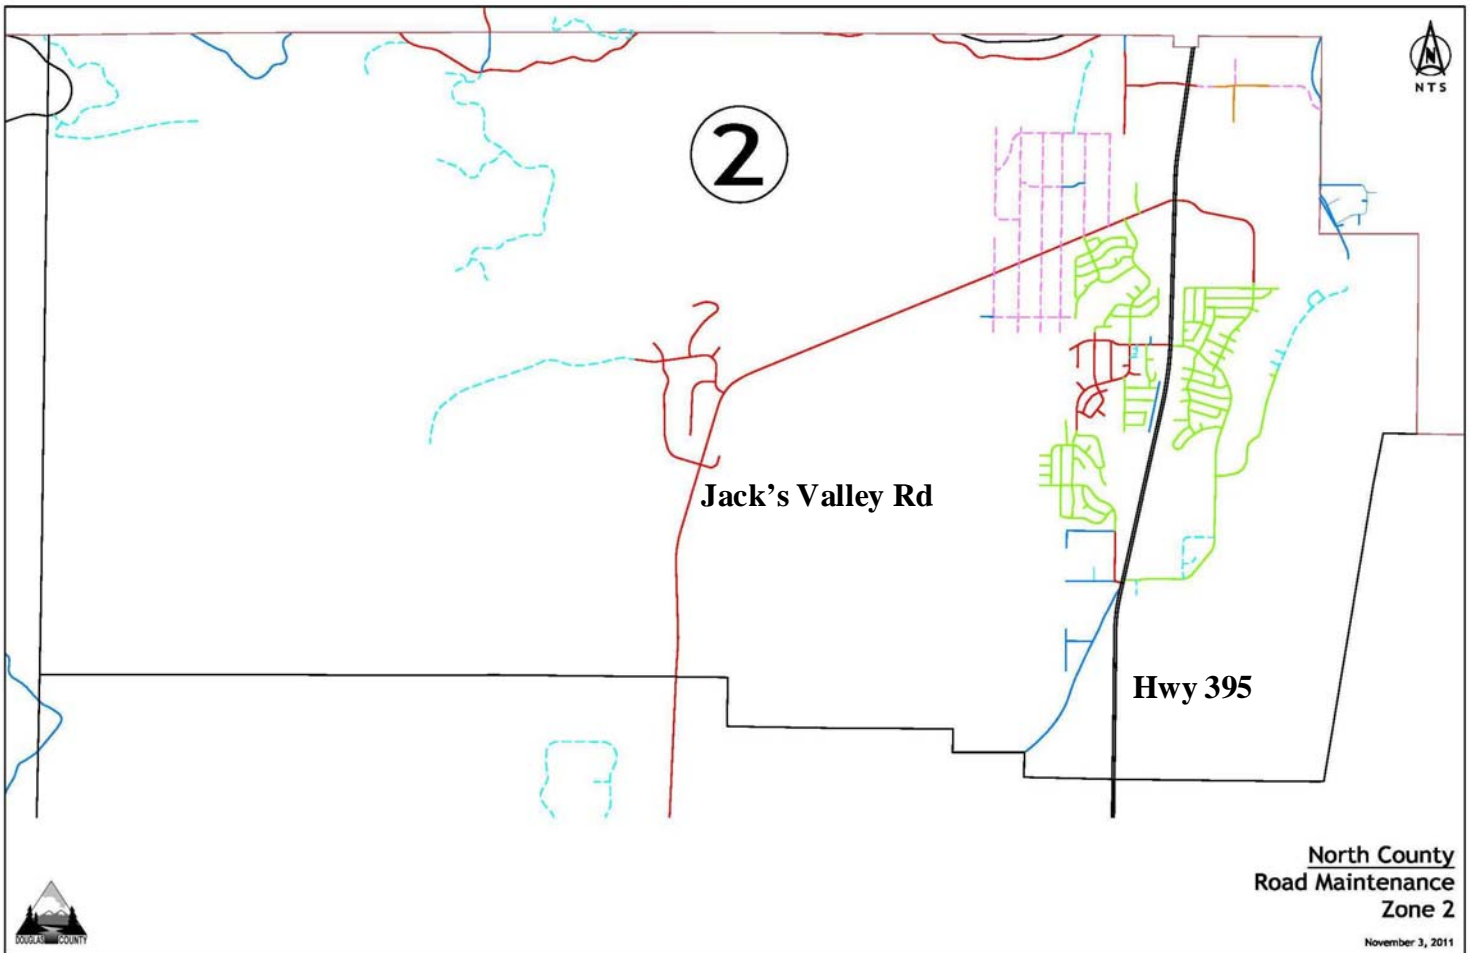 N
NTS
2
Jack's Valley Rd
Hwy 395
North County
Road Maintenance
Zone 2
November 3, 2011
DOUGLAS COUNTY